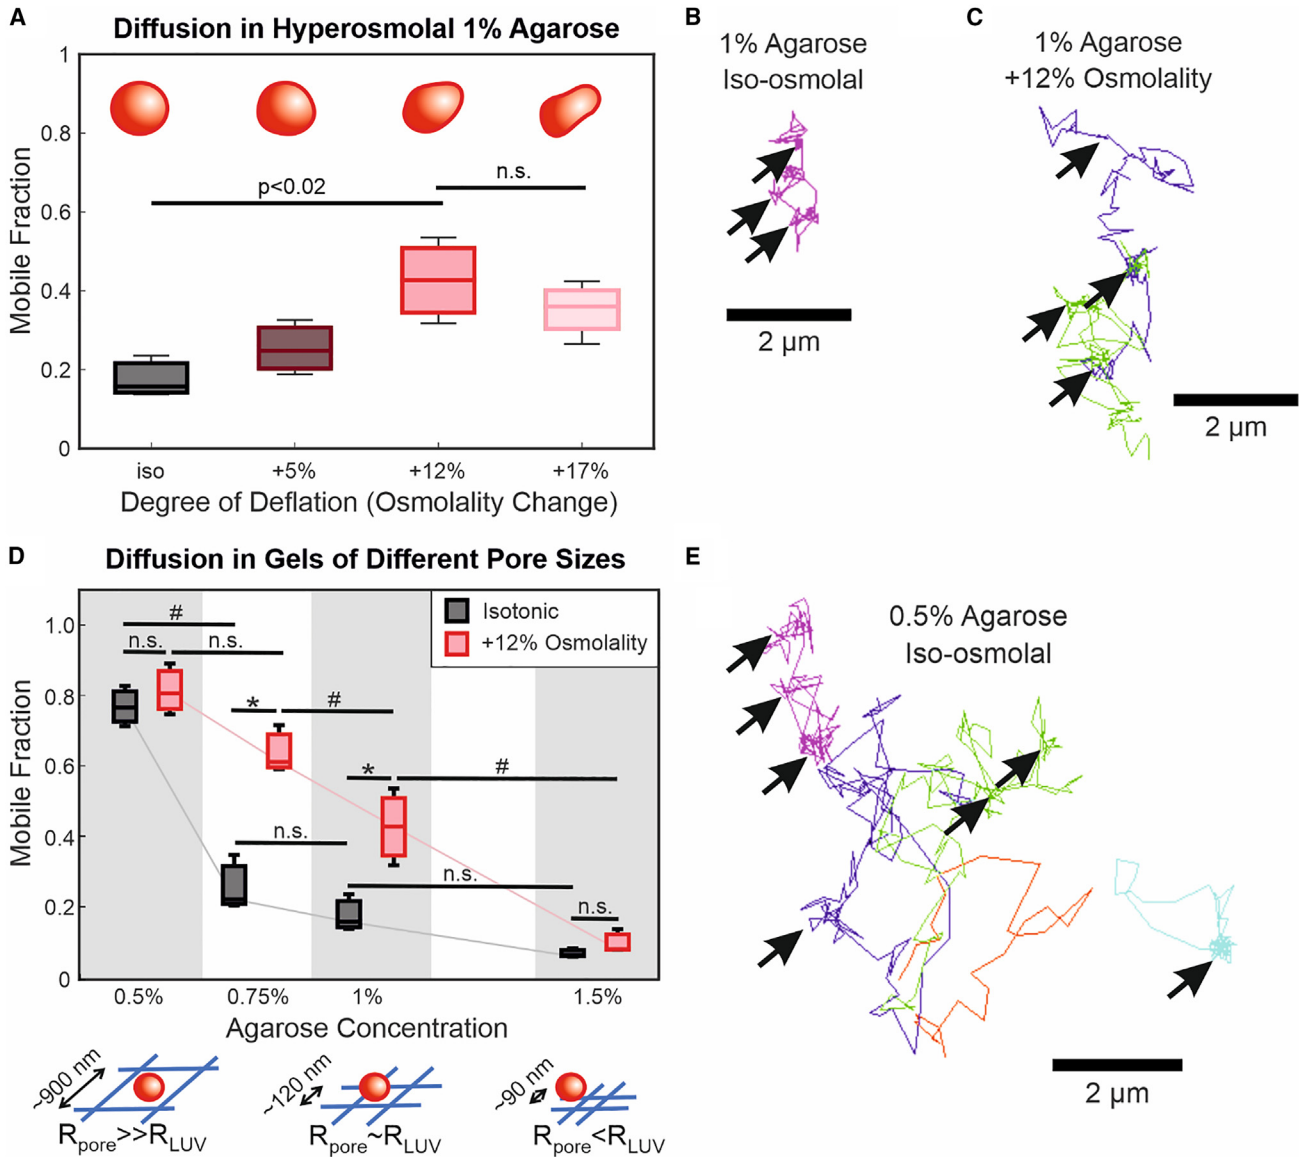 A
Diffusion in Hyperosmolal 1% Agarose
Mobile Fraction
1
0.8
0.6
0.4
0.2
0
p<0.02
n.s.
iso
+5%
+12%
+17%
Degree of Deflation (Osmolality Change)
B
1% Agarose
Iso-osmolal
2 µm
C
1% Agarose
+12% Osmolality
2 µm
D
Diffusion in Gels of Different Pore Sizes
Mobile Fraction
1.0
0.8
0.6
0.4
0.2
0
Isotonic
+12% Osmolality
#
n.s.
n.s.
*
#
*
#
n.s.
n.s.
n.s.
0.5%
0.75%
1%
1.5%
Agarose Concentration
~900 nm
Rpore>>RLUV
~120 nm
Rpore~RLUV
~90 nm
Rpore<RLUV
E
0.5% Agarose
Iso-osmolal
2 µm